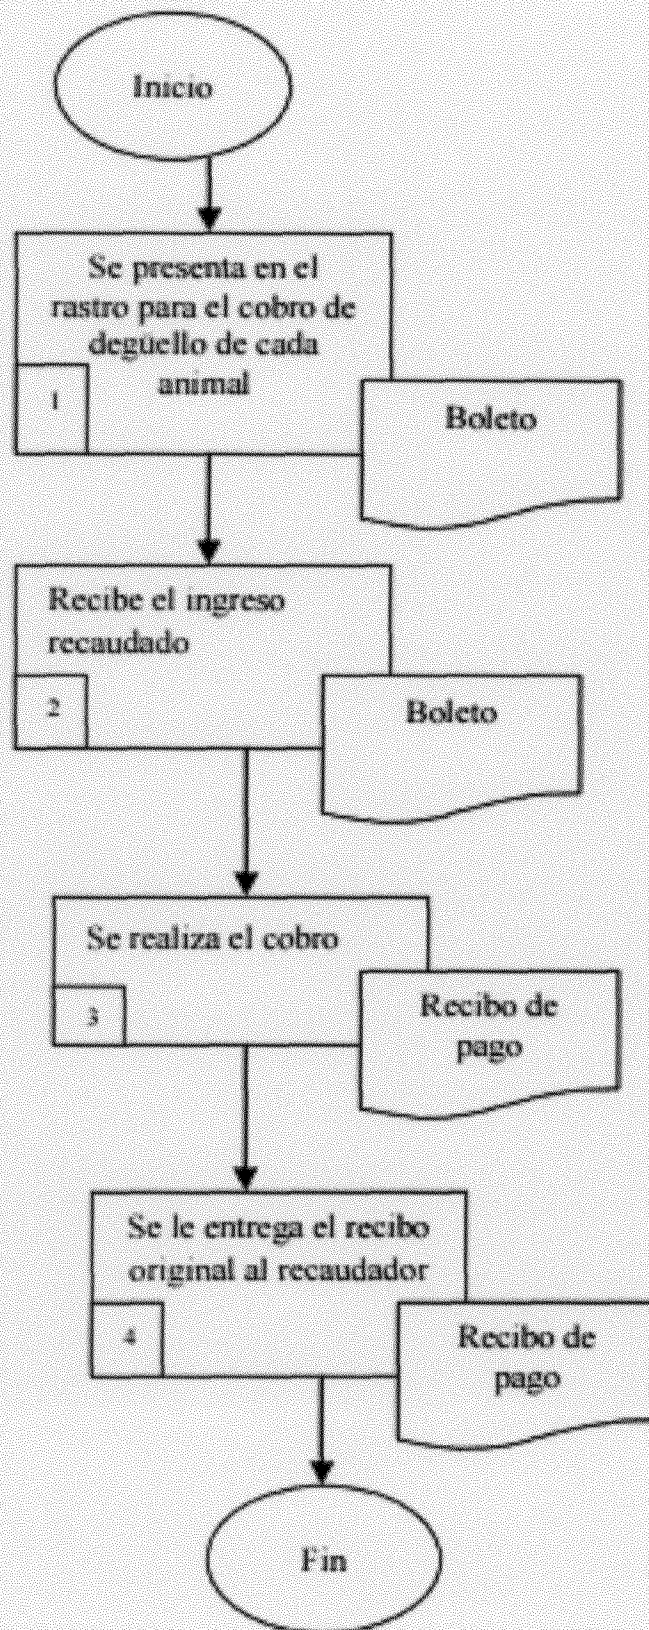 Inicio
Se presenta en el
rastro para el cobro de
degüello de cada
animal
1
Boleto
Recibe el ingreso
recaudado
2
Boleto
Se realiza el cobro
3
Recibo de
pago
Se le entrega el recibo
original al recaudador
4
Recibo de
pago
Fin